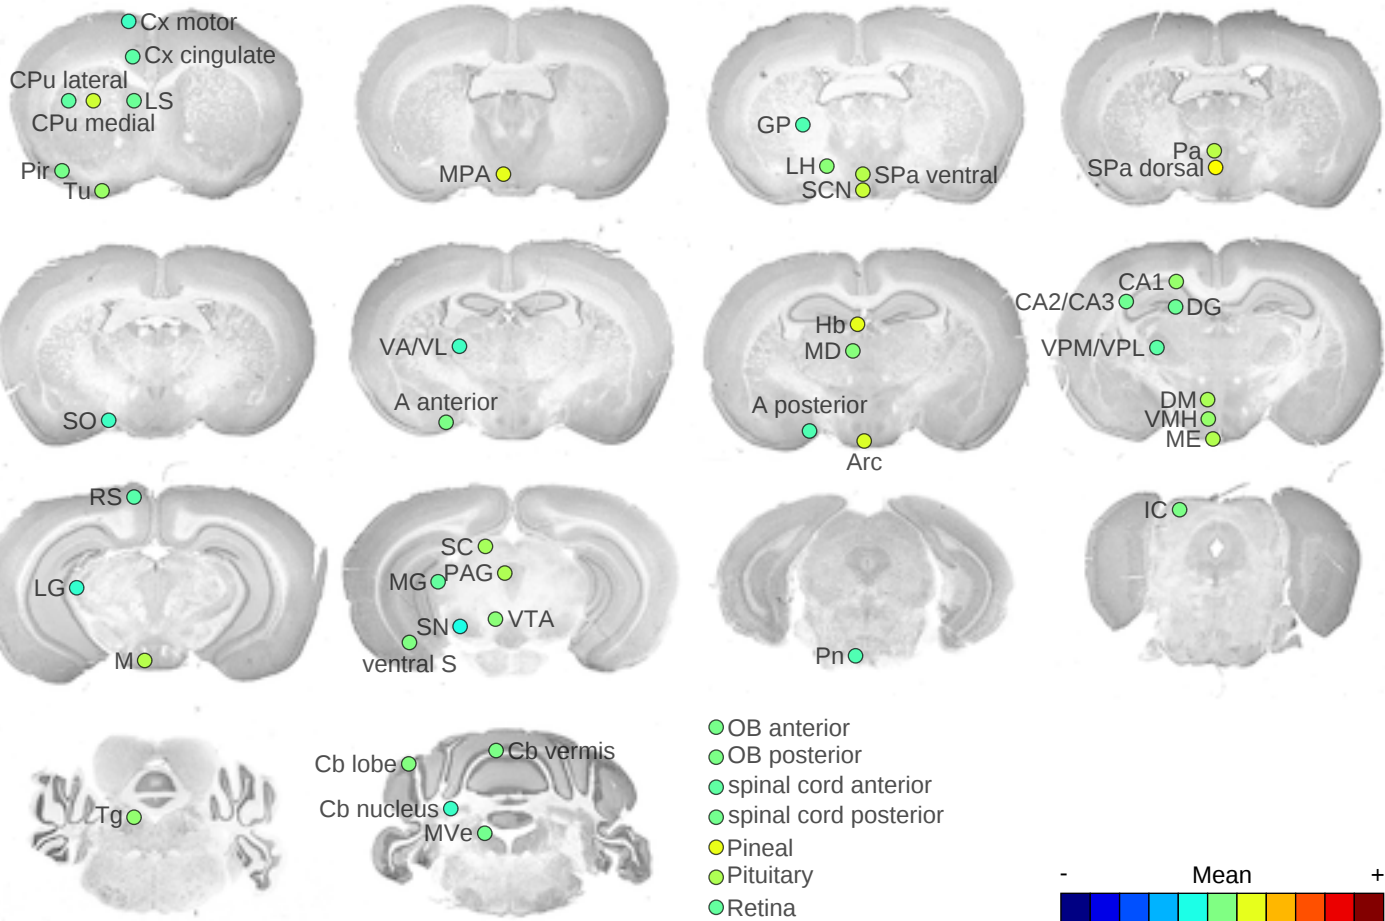 Cx motor
Cx cingulate
CPu lateral
LS
CPu medial
Pir
Tu
MPA
GP
LH
SPa ventral
SCN
Pa
SPa dorsal
SO
VA/VL
A anterior
Hb
MD
A posterior
Arc
CA1
CA2/CA3
DG
VPM/VPL
DM
VMH
ME
RS
LG
M
SC
MG
PAG
SN
VTA
ventral S
Pn
IC
Tg
Cb lobe
Cb vermis
Cb nucleus
MVe
OB anterior
OB posterior
spinal cord anterior
spinal cord posterior
Pineal
Pituitary
Retina
- Mean +